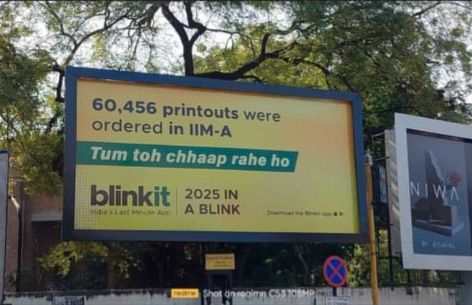 60,456 printouts were
ordered in IIM-A
Tum toh chhaap rahe ho
blinkit
India's Last Minute App
2025 IN
A BLINK
Download the Blinkit app
NIWA
realme
Shot on realme C53 108MP